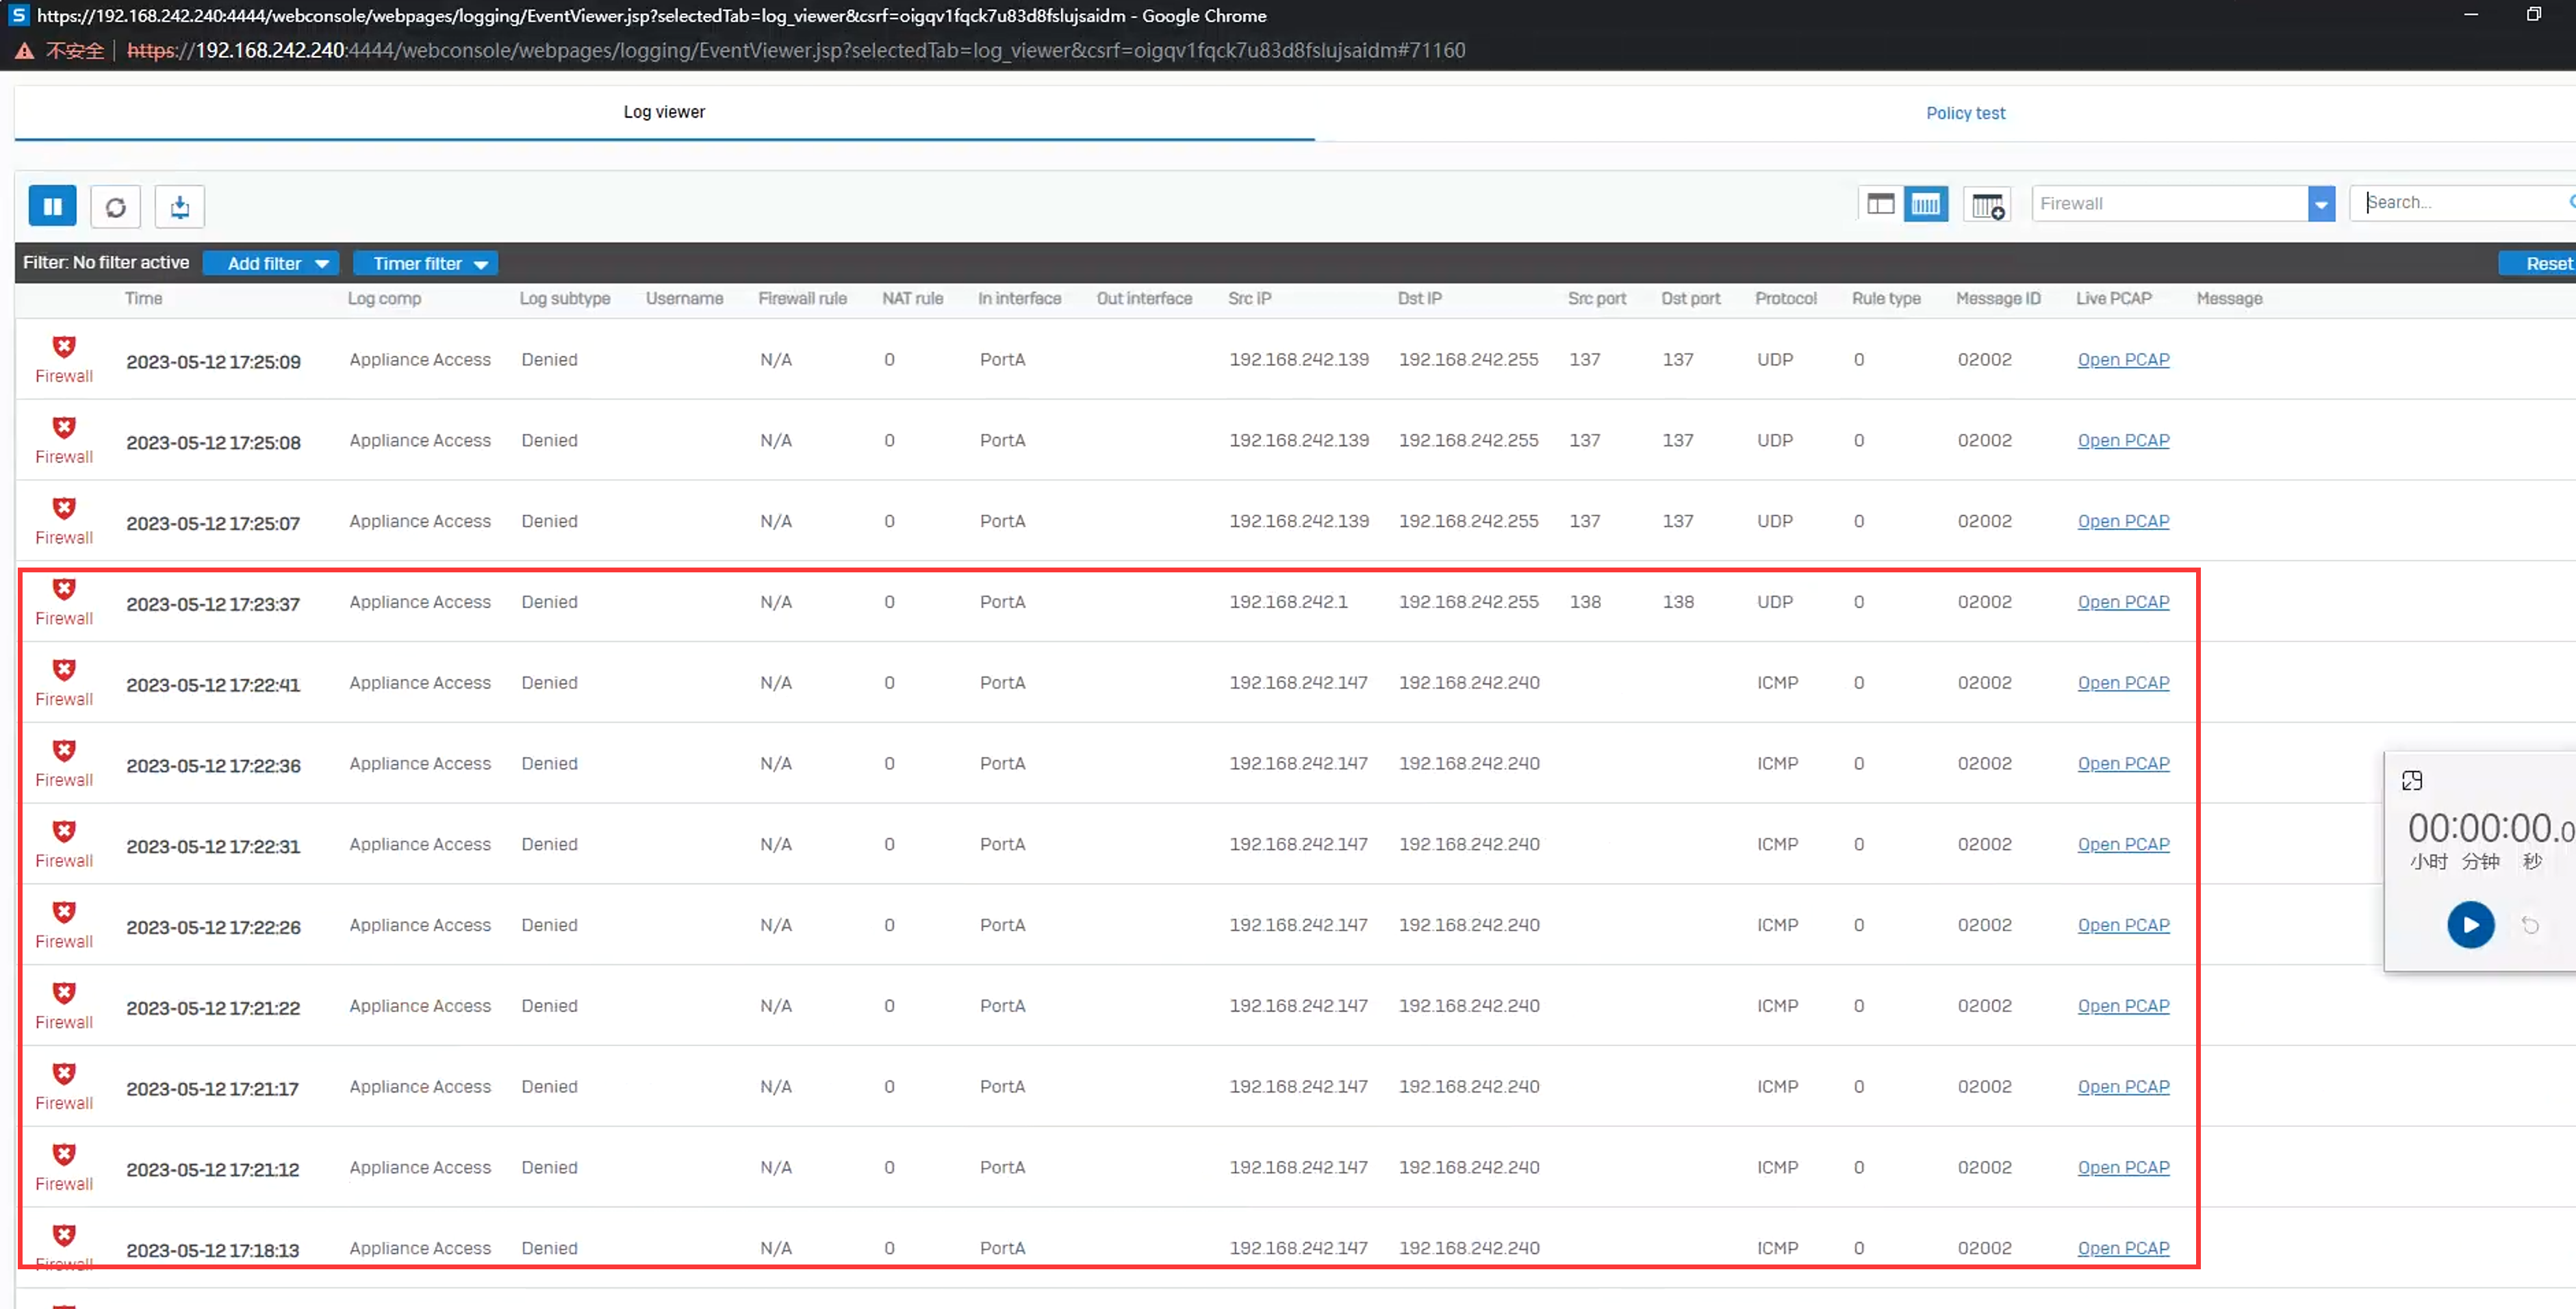 S https://192.168.242.240:4444/webconsole/webpages/logging/EventViewer.jsp?selectedTab=log_viewer&csrf=oigqv1fqck7u83d8fslujsaidm - Google Chrome
不安全 https://192.168.242.240:4444/webconsole/webpages/logging/EventViewer.jsp?selectedTab=log_viewer&csrf=oigqv1fqck7u83d8fslujsaidm#71160
Log viewer Policy test
Firewall Search...
Filter: No filter active Add filter Timer filter Reset
Time Log comp Log subtype Username Firewall rule NAT rule In interface Out interface Src IP Dst IP Src port Dst port Protocol Rule type Message ID Live PCAP Message
2023-05-12 17:25:09 Appliance Access Denied N/A 0 PortA 192.168.242.139 192.168.242.255 137 137 UDP 0 02002 Open PCAP
Firewall
2023-05-12 17:25:08 Appliance Access Denied N/A 0 PortA 192.168.242.139 192.168.242.255 137 137 UDP 0 02002 Open PCAP
Firewall
2023-05-12 17:25:07 Appliance Access Denied N/A 0 PortA 192.168.242.139 192.168.242.255 137 137 UDP 0 02002 Open PCAP
Firewall
2023-05-12 17:23:37 Appliance Access Denied N/A 0 PortA 192.168.242.1 192.168.242.255 138 138 UDP 0 02002 Open PCAP
Firewall
2023-05-12 17:22:41 Appliance Access Denied N/A 0 PortA 192.168.242.147 192.168.242.240 ICMP 0 02002 Open PCAP
Firewall
2023-05-12 17:22:36 Appliance Access Denied N/A 0 PortA 192.168.242.147 192.168.242.240 ICMP 0 02002 Open PCAP
Firewall
2023-05-12 17:22:31 Appliance Access Denied N/A 0 PortA 192.168.242.147 192.168.242.240 ICMP 0 02002 Open PCAP
Firewall
2023-05-12 17:22:26 Appliance Access Denied N/A 0 PortA 192.168.242.147 192.168.242.240 ICMP 0 02002 Open PCAP
Firewall
2023-05-12 17:21:22 Appliance Access Denied N/A 0 PortA 192.168.242.147 192.168.242.240 ICMP 0 02002 Open PCAP
Firewall
2023-05-12 17:21:17 Appliance Access Denied N/A 0 PortA 192.168.242.147 192.168.242.240 ICMP 0 02002 Open PCAP
Firewall
2023-05-12 17:21:12 Appliance Access Denied N/A 0 PortA 192.168.242.147 192.168.242.240 ICMP 0 02002 Open PCAP
Firewall
2023-05-12 17:18:13 Appliance Access Denied N/A 0 PortA 192.168.242.147 192.168.242.240 ICMP 0 02002 Open PCAP
Firewall
00:00:00.0
小时 分钟 秒